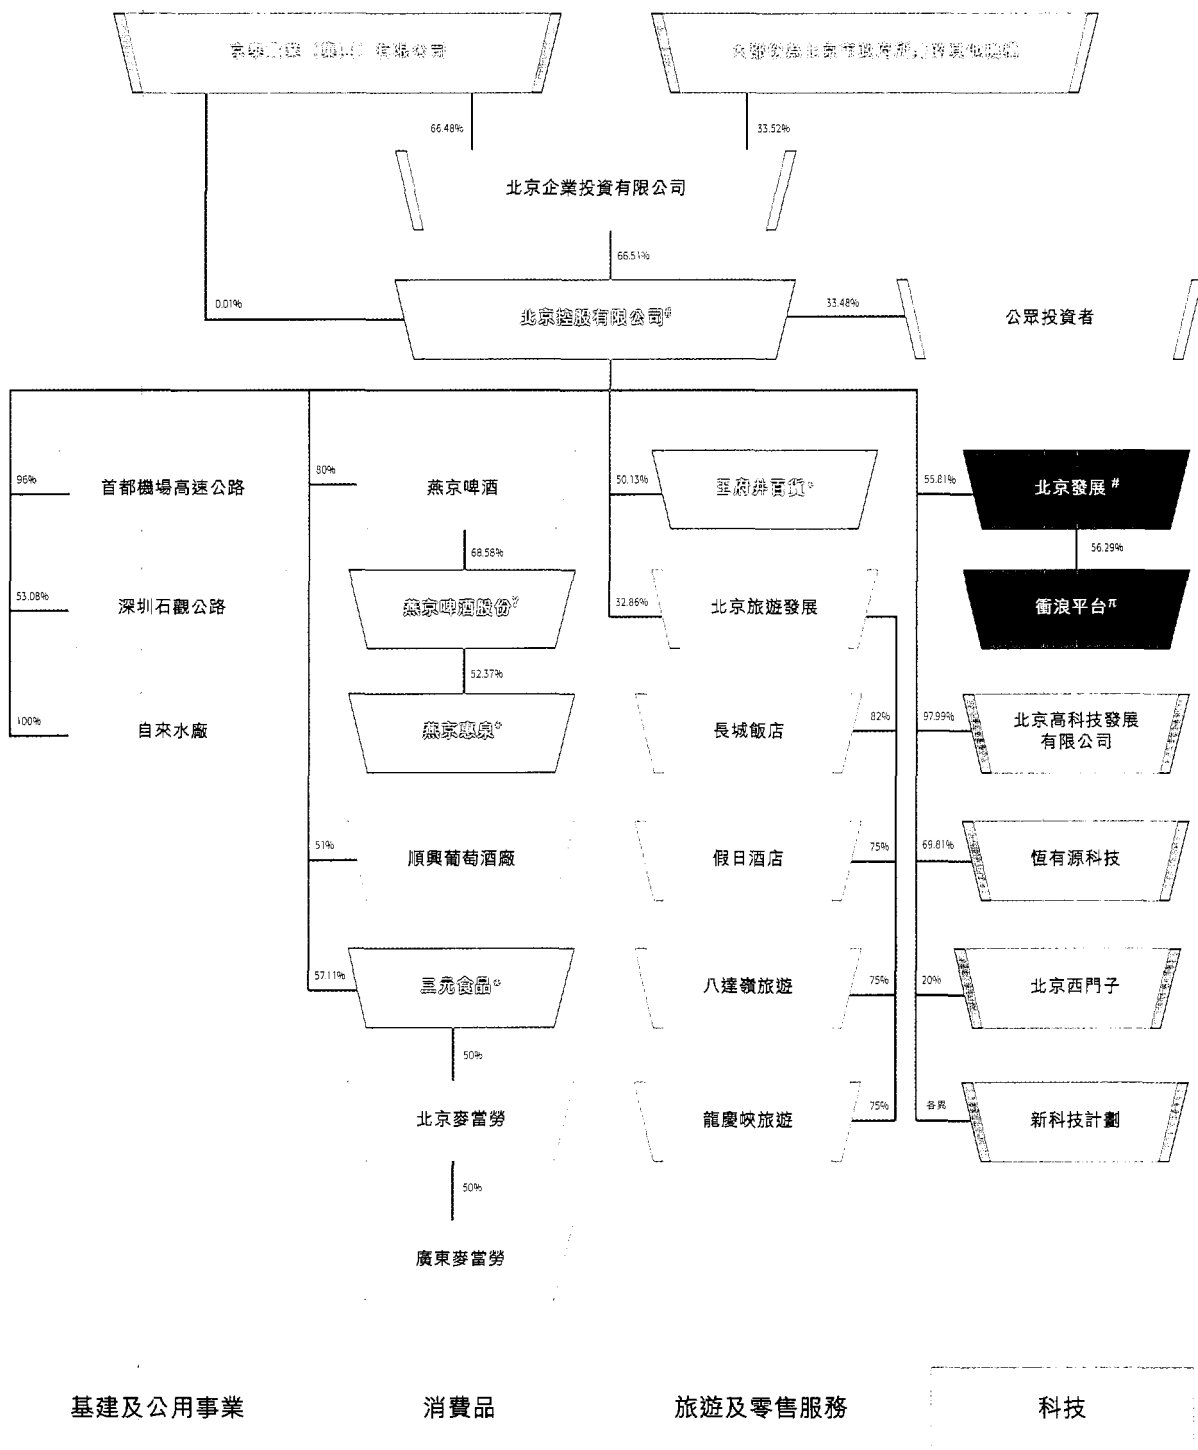 有限公司
66.48%
33.52%
北京企業投資有限公司
66.51%
0.01%
北京控股有限公司#
33.48%
公眾投資者
96%
首都機場高速公路
80%
燕京啤酒
50.13%
王府井百貨
55.81%
北京發展 #
68.58%
56.29%
53.08%
深圳石觀公路
燕京啤酒股份
32.86%
北京旅遊發展
衝浪平台π
52.37%
100%
自來水廠
燕京惠泉
長城飯店
82%
97.99%
北京高科技發展
有限公司
51%
順興葡萄酒廠
假日酒店
75%
69.81%
恆有源科技
57.11%
三元食品
八達嶺旅遊
75%
20%
北京西門子
50%
北京麥當勞
龍慶峽旅遊
75%
各異
新科技計劃
50%
廣東麥當勞
基建及公用事業
消費品
旅遊及零售服務
科技